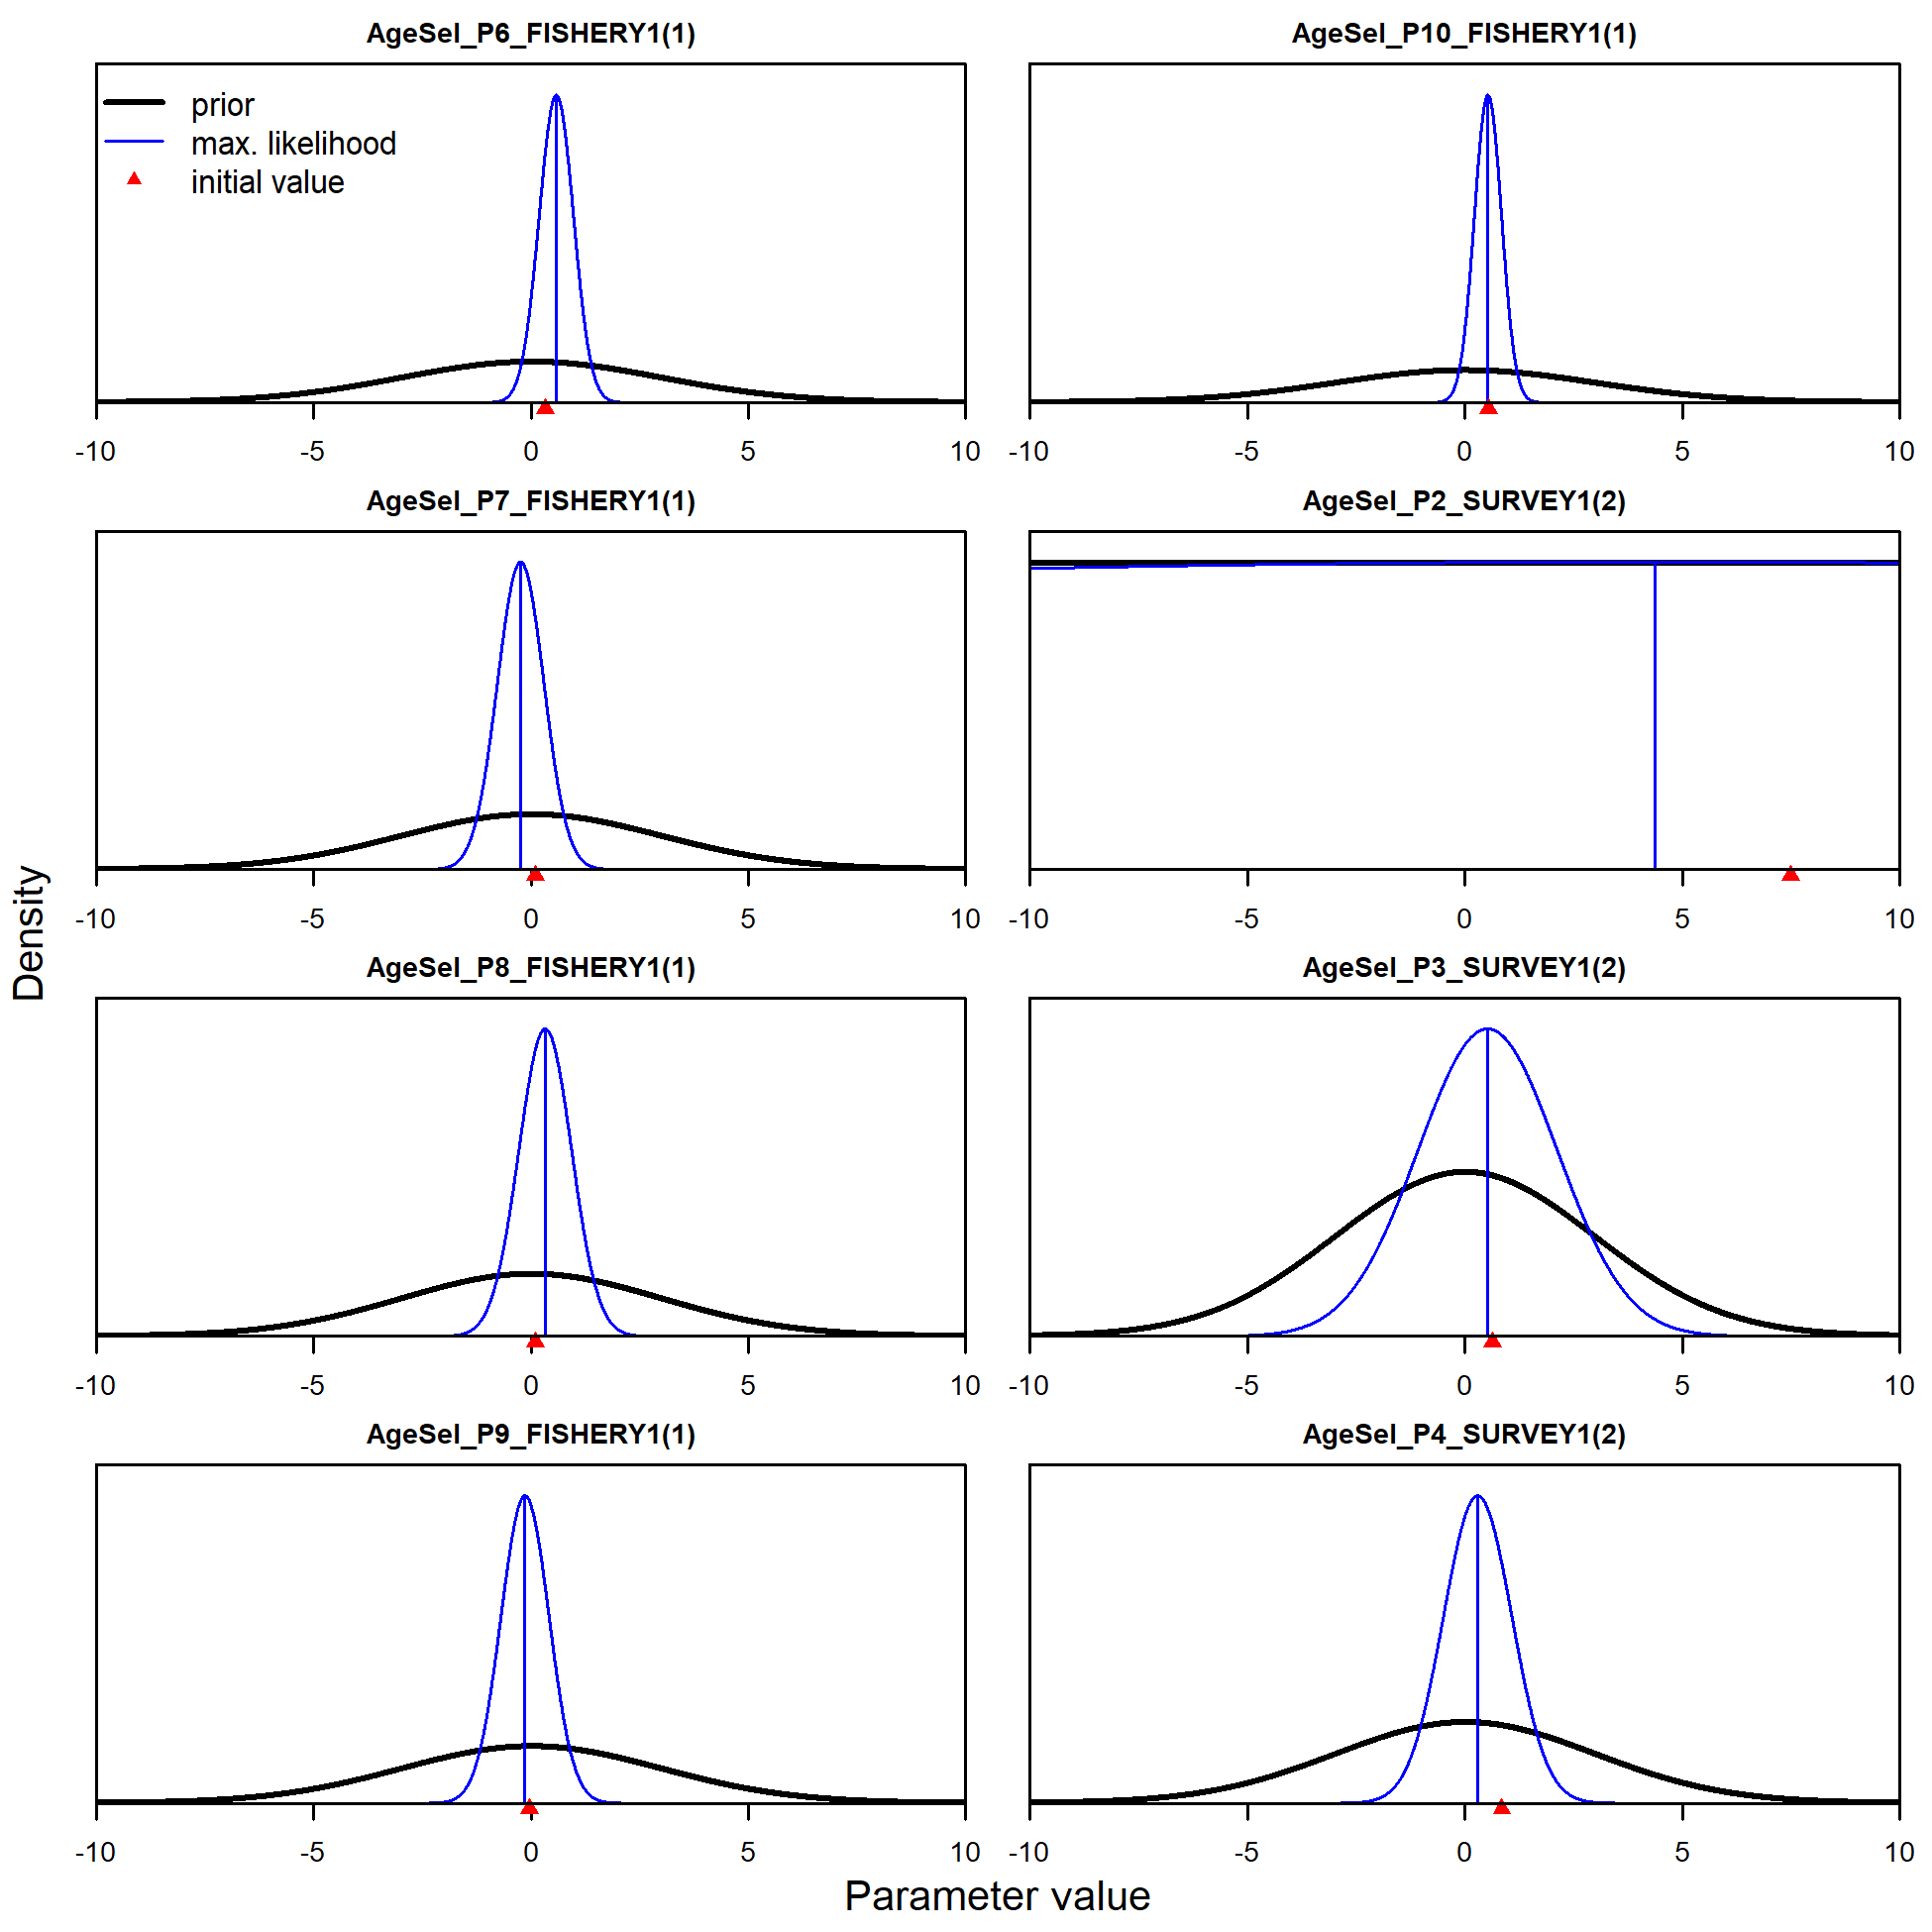 AgeSel_P6_FISHERY1(1)
prior
max. likelihood
initial value
-10 -5 0 5 10
AgeSel_P10_FISHERY1(1)
-10 -5 0 5 10
AgeSel_P7_FISHERY1(1)
-10 -5 0 5 10
AgeSel_P2_SURVEY1(2)
-10 -5 0 5 10
AgeSel_P8_FISHERY1(1)
-10 -5 0 5 10
AgeSel_P3_SURVEY1(2)
-10 -5 0 5 10
AgeSel_P9_FISHERY1(1)
-10 -5 0 5 10
AgeSel_P4_SURVEY1(2)
-10 -5 0 5 10
Density
Parameter value